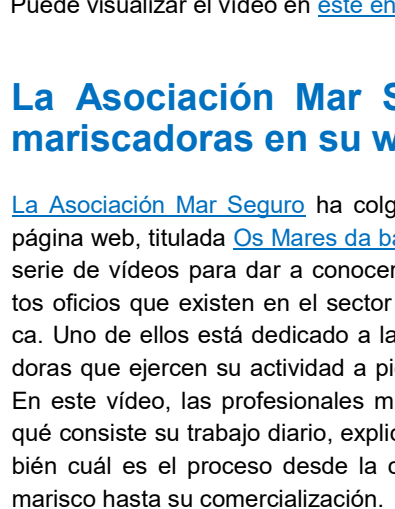 Puede visualizar el vídeo en este en
La Asociación Mar S
mariscadoras en su w
La Asociación Mar Seguro ha colg
página web, titulada Os Mares da ba
serie de vídeos para dar a conocer
tos oficios que existen en el sector
ca. Uno de ellos está dedicado a la
doras que ejercen su actividad a pie
En este vídeo, las profesionales m
qué consiste su trabajo diario, explic
bién cuál es el proceso desde la c
marisco hasta su comercialización.